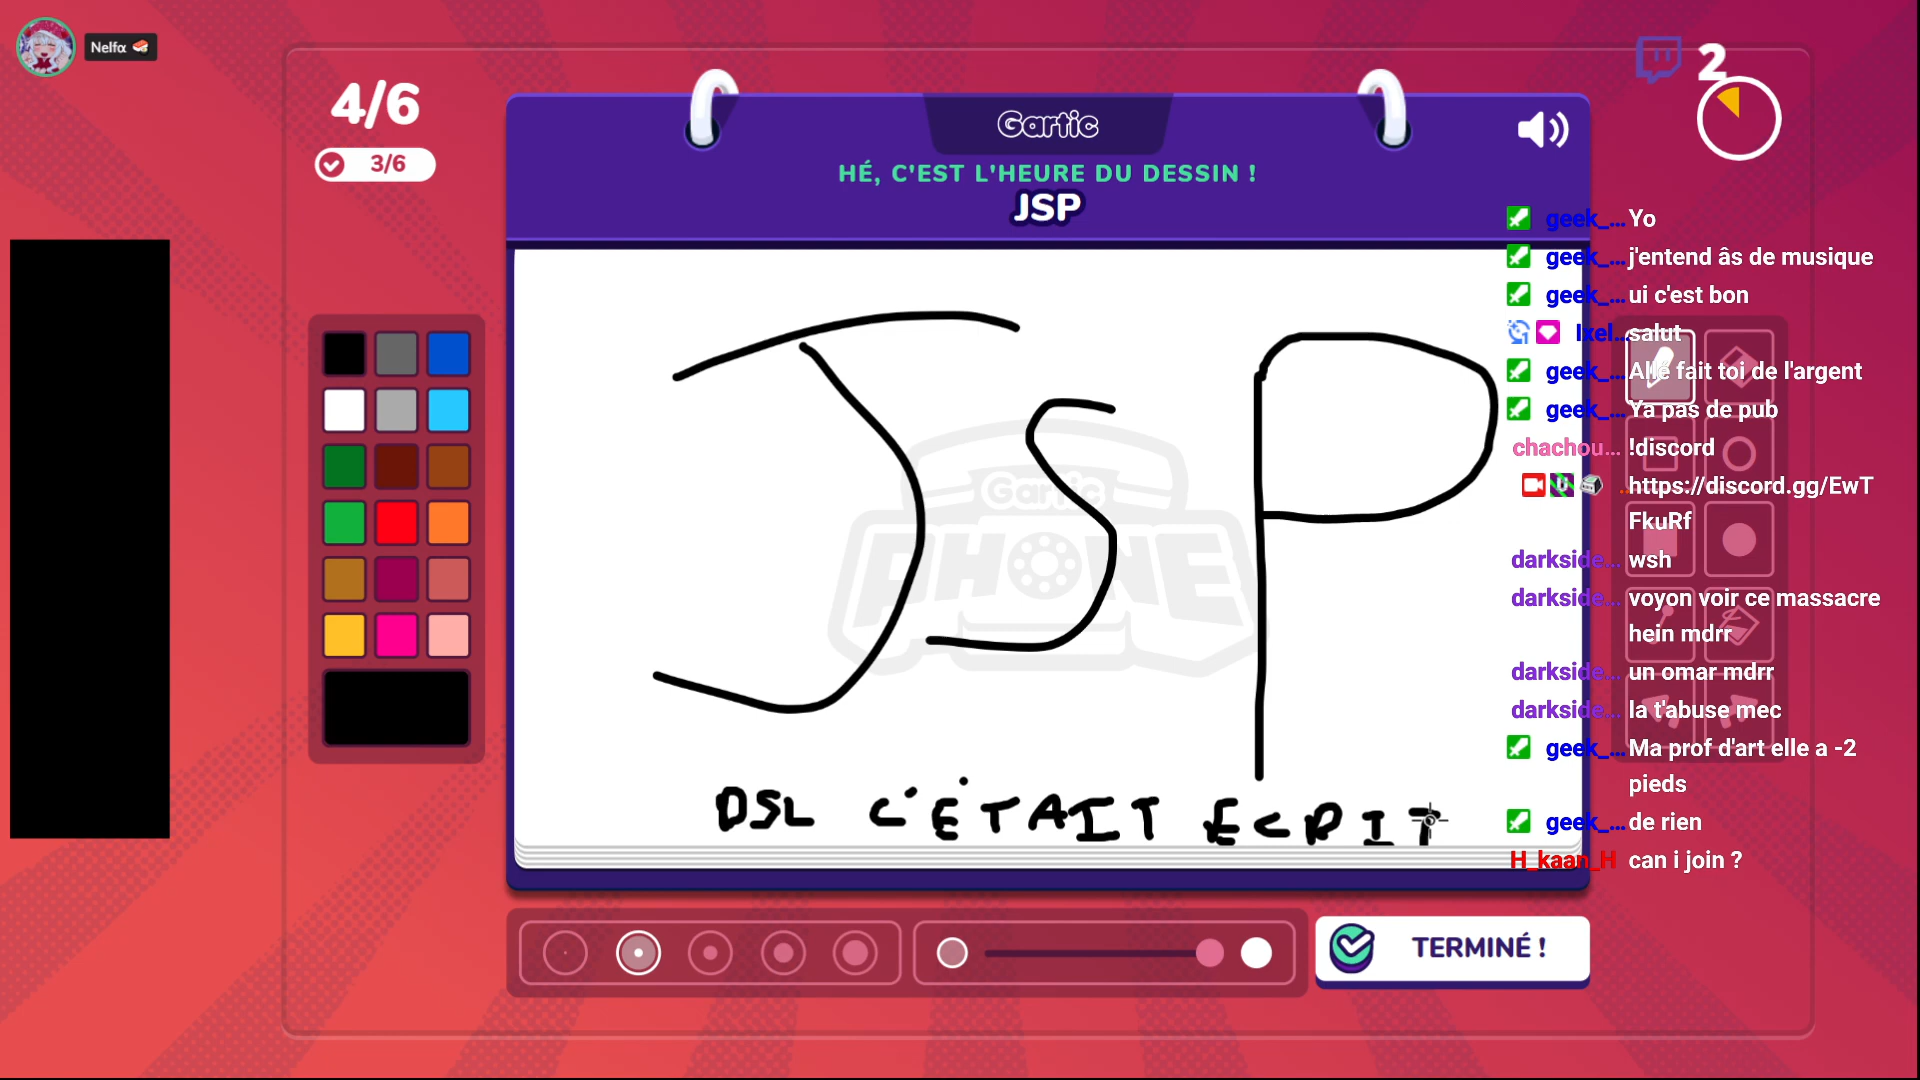 Nelfα
4/6
3/6
Gartic
HÉ, C'EST L'HEURE DU DESSIN !
JSP
2
JSP
Gartic
PHONE
DSL C'ÉTAIT ECRIT
geek_... Yo
geek_... j'entend âs de musique
geek_... ui c'est bon
Ixel... salut
geek_... Allé fait toi de l'argent
geek_... Ya pas de pub
chachou... !discord
https://discord.gg/EwT
FkuRf
darkside... wsh
darkside... voyon voir ce massacre
hein mdrr
darkside... un omar mdrr
darkside... la t'abuse mec
geek_... Ma prof d'art elle a -2
pieds
geek_... de rien
H_kaan_H can i join ?
TERMINÉ !